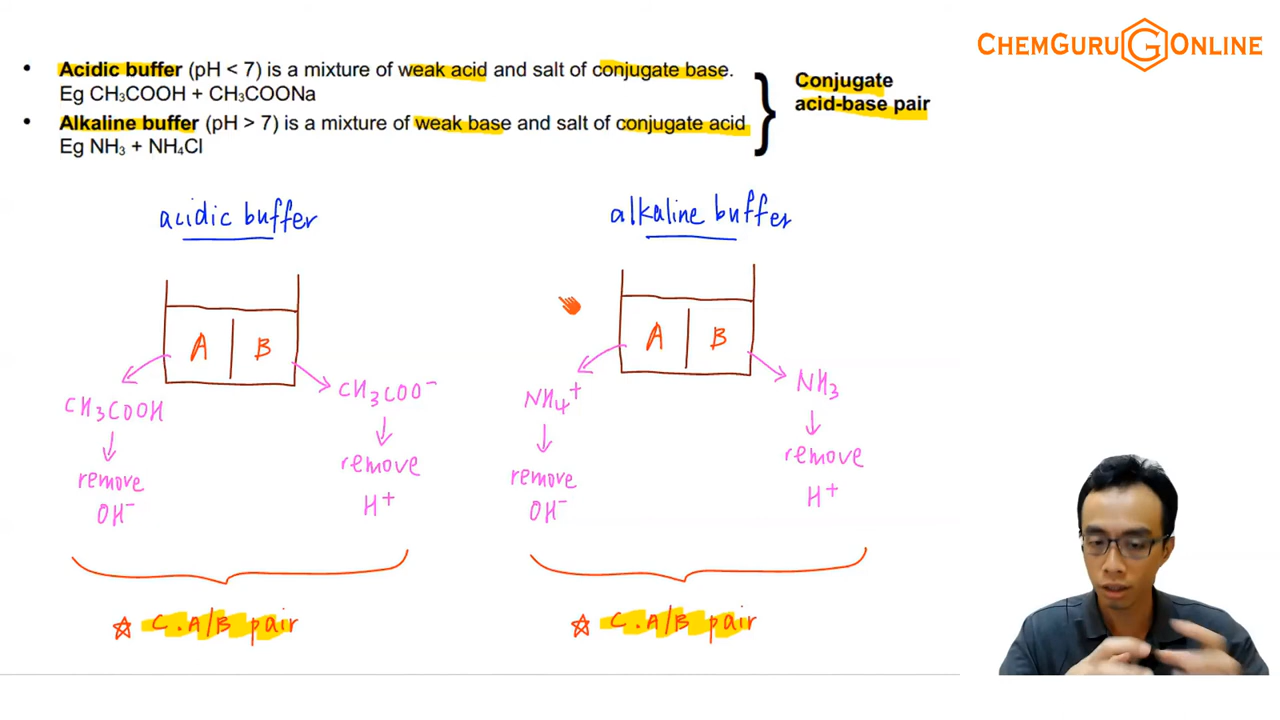 CHEMGURU G ONLINE
• Acidic buffer (pH < 7) is a mixture of weak acid and salt of conjugate base.
Eg CH₃COOH + CH₃COONa
• Alkaline buffer (pH > 7) is a mixture of weak base and salt of conjugate acid
Eg NH₃ + NH₄Cl
}
Conjugate
acid-base pair
acidic buffer
A B
CH₃COOH
↓
remove
OH⁻
CH₃COO⁻
↓
remove
H⁺
☆ C.A/B pair
alkaline buffer
A B
NH₄⁺
↓
remove
OH⁻
NH₃
↓
remove
H⁺
☆ C.A/B pair